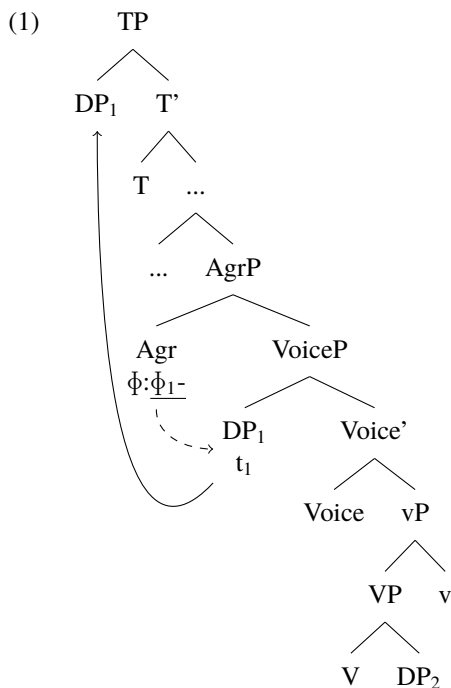 (1) TP
DP₁ T'
T ...
... AgrP
Agr VoiceP
ϕ:ϕ₁-
DP₁ Voice'
t₁
Voice vP
VP v
V DP₂